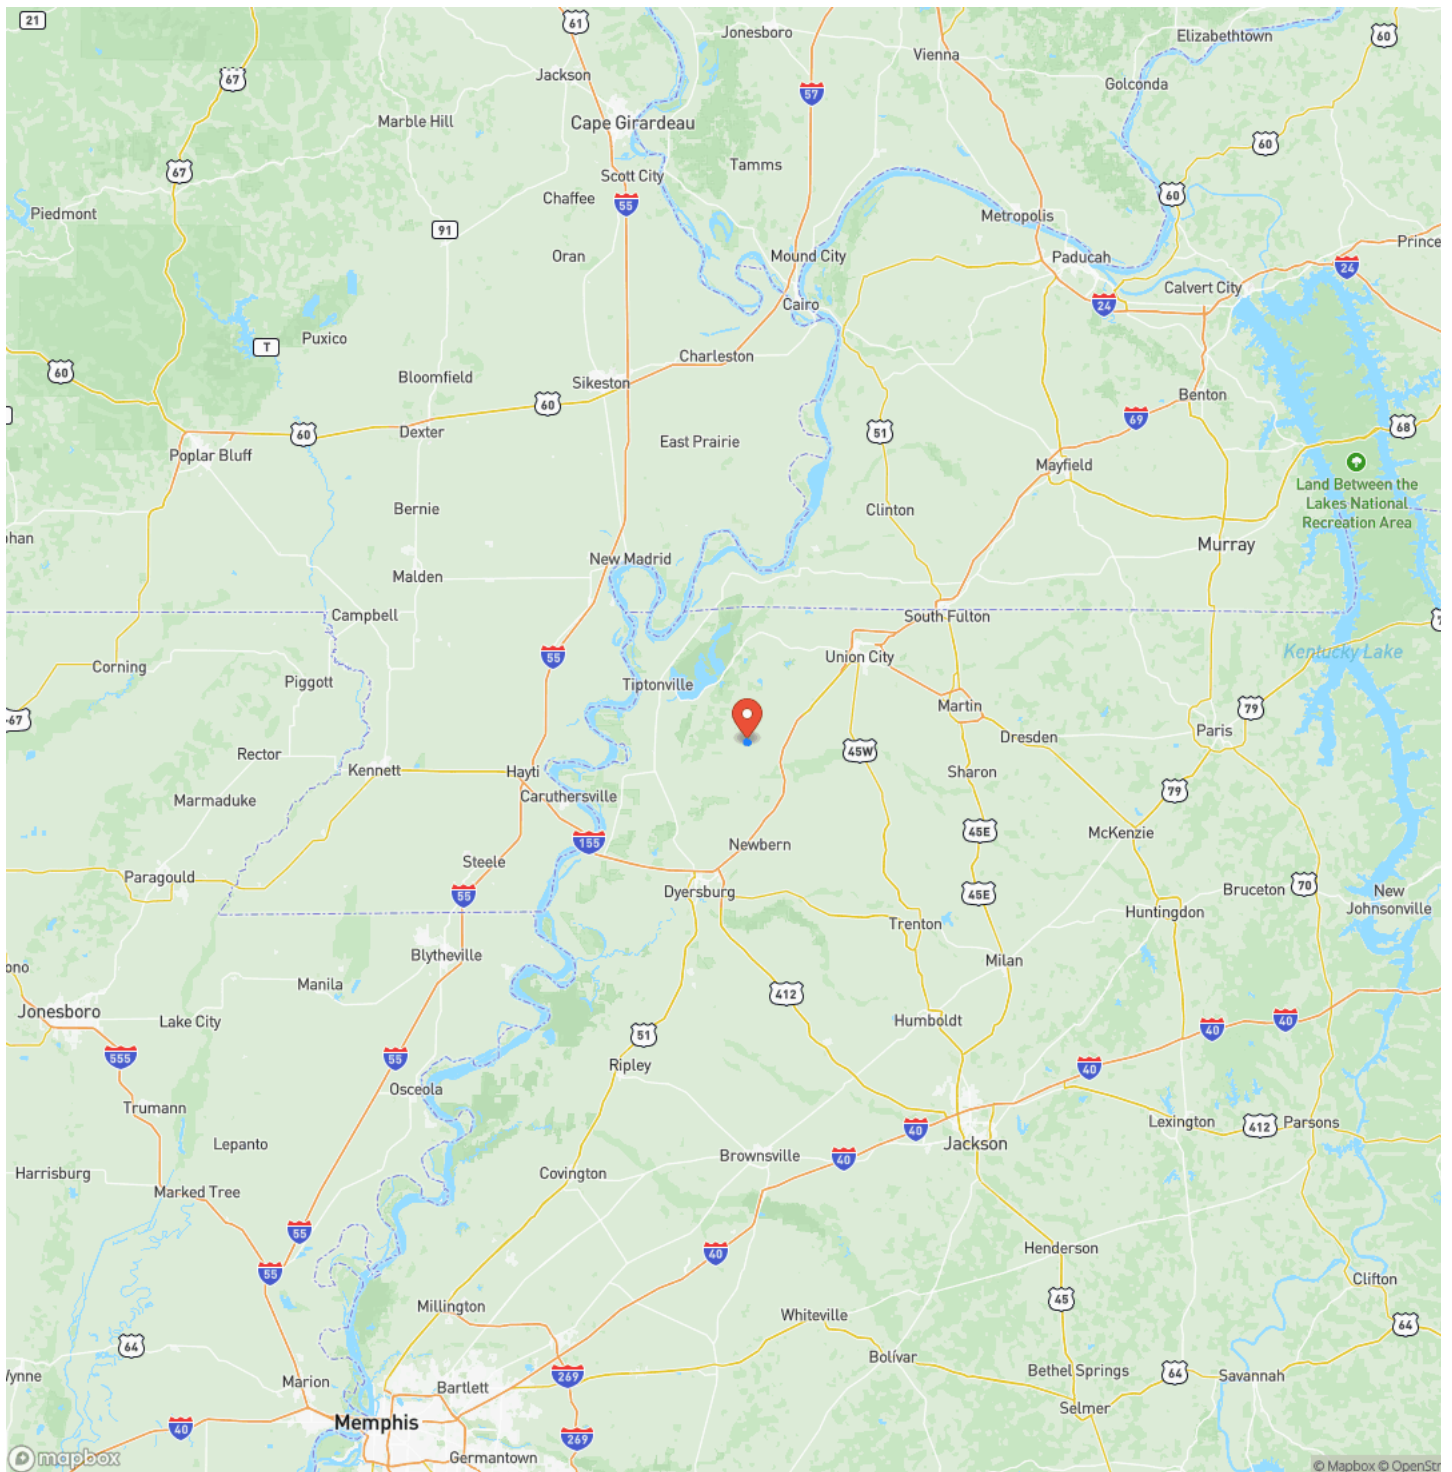 21
61
Jonesboro
Vienna
Elizabethtown
60
67
Jackson
57
Golconda
Marble Hill
Cape Girardeau
60
67
Tamms
Scott City
Chaffee
55
60
Piedmont
Metropolis
91
Prince
Oran
Mound City
Paducah
24
Calvert City
Cairo
24
Puxico
T
Charleston
60
Bloomfield
Sikeston
Benton
60
69
Dexter
60
51
68
East Prairie
Poplar Bluff
Mayfield
Land Between the
Lakes National
Recreation Area
Bernie
Clinton
ohan
Murray
New Madrid
Malden
Campbell
South Fulton
7
Kentucky Lake
55
Union City
Corning
Piggott
Tiptonville
Martin
79
67
Paris
Dresden
45W
Rector
Kennett
Hayti
Sharon
79
Marmaduke
Caruthersville
45E
McKenzie
155
Newbern
Steele
Paragould
55
Dyersburg
45E
Bruceton
70
New
Johnsonville
Huntingdon
Trenton
Blytheville
ono
Milan
Manila
412
Jonesboro
Lake City
Humboldt
40
40
51
555
55
Ripley
40
Osceola
Trumann
Lexington
412
Parsons
40
Lepanto
Jackson
Brownsville
40
Harrisburg
Covington
Marked Tree
55
40
Henderson
55
Clifton
45
Millington
Whiteville
64
64
Bolívar
Wynne
Bethel Springs
64
Savannah
269
Marion
Bartlett
Selmer
Memphis
40
269
Germantown
mapbox
© Mapbox © OpenStr